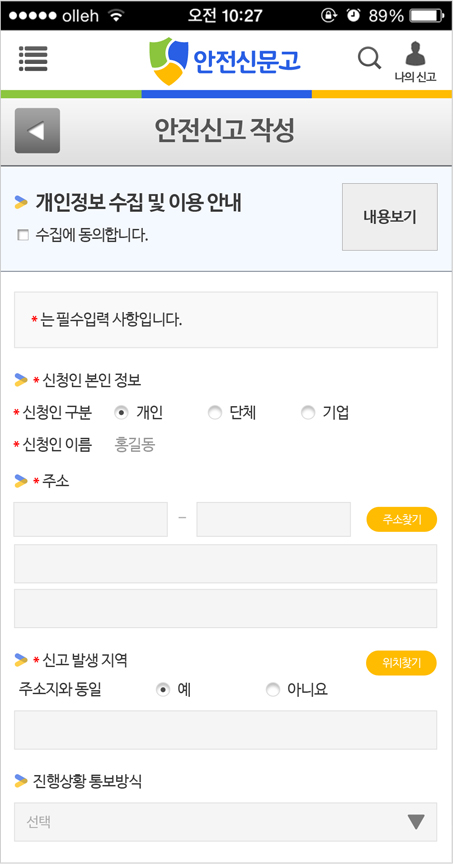 olleh 오전 10:27 89%
안전신문고
나의 신고
안전신고 작성
개인정보 수집 및 이용 안내
수집에 동의합니다.
내용보기
* 는 필수입력 사항입니다.
* 신청인 본인 정보
* 신청인 구분 개인 단체 기업
* 신청인 이름 홍길동
* 주소
– 주소찾기
* 신고 발생 지역 위치찾기
주소지와 동일 예 아니요
진행상황 통보방식
선택